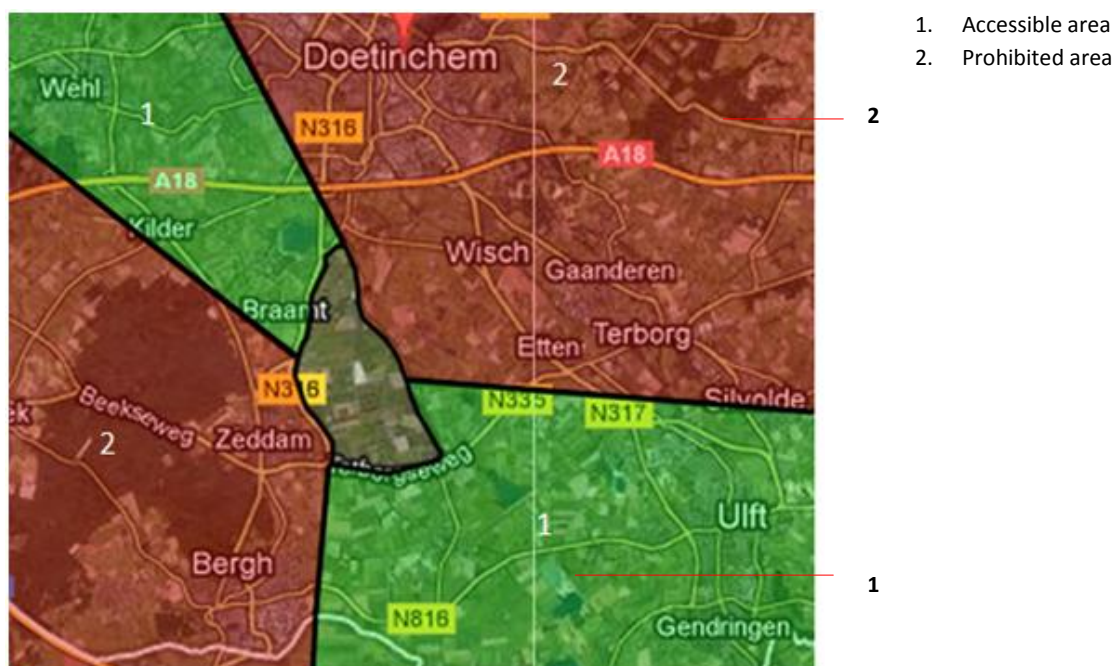 1. Accessible area
2. Prohibited area
Doetinchem
2
Wehl
1
N316
2
A18
A18
Kilder
Wisch
Gaanderen
Braamt
Terborg
Etten
N316
N335
Silvolde
N317
ek
Beekseweg
2
Zeddam
Ulft
1
Bergh
1
N816
Gendringen